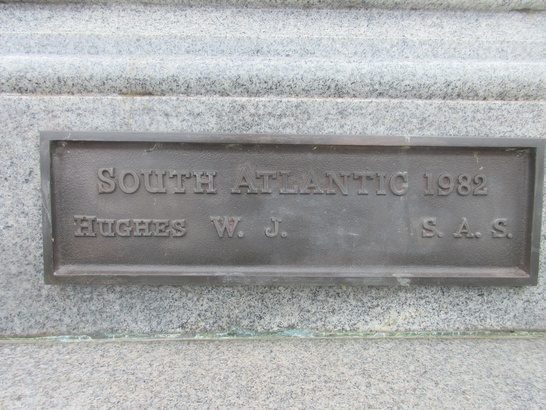 SOUTH ATLANTIC 1982
HUGHES W. J. S. A. S.